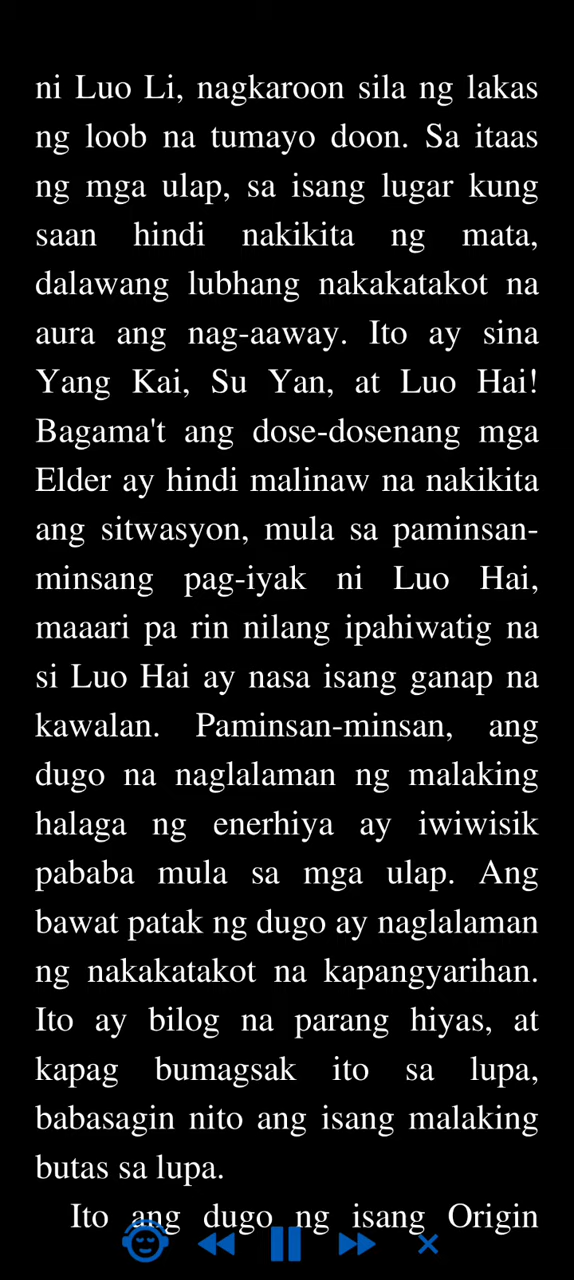 ni Luo Li, nagkaroon sila ng lakas
ng loob na tumayo doon. Sa itaas
ng mga ulap, sa isang lugar kung
saan hindi nakikita ng mata,
dalawang lubhang nakakatakot na
aura ang nag-aaway. Ito ay sina
Yang Kai, Su Yan, at Luo Hai!
Bagama't ang dose-dosenang mga
Elder ay hindi malinaw na nakikita
ang sitwasyon, mula sa paminsan-
minsang pag-iyak ni Luo Hai,
maaari pa rin nilang ipahiwatig na
si Luo Hai ay nasa isang ganap na
kawalan. Paminsan-minsan, ang
dugo na naglalaman ng malaking
halaga ng enerhiya ay iwiwisik
pababa mula sa mga ulap. Ang
bawat patak ng dugo ay naglalaman
ng nakakatakot na kapangyarihan.
Ito ay bilog na parang hiyas, at
kapag bumagsak ito sa lupa,
babasagin nito ang isang malaking
butas sa lupa.
Ito ang dugo ng isang Origin